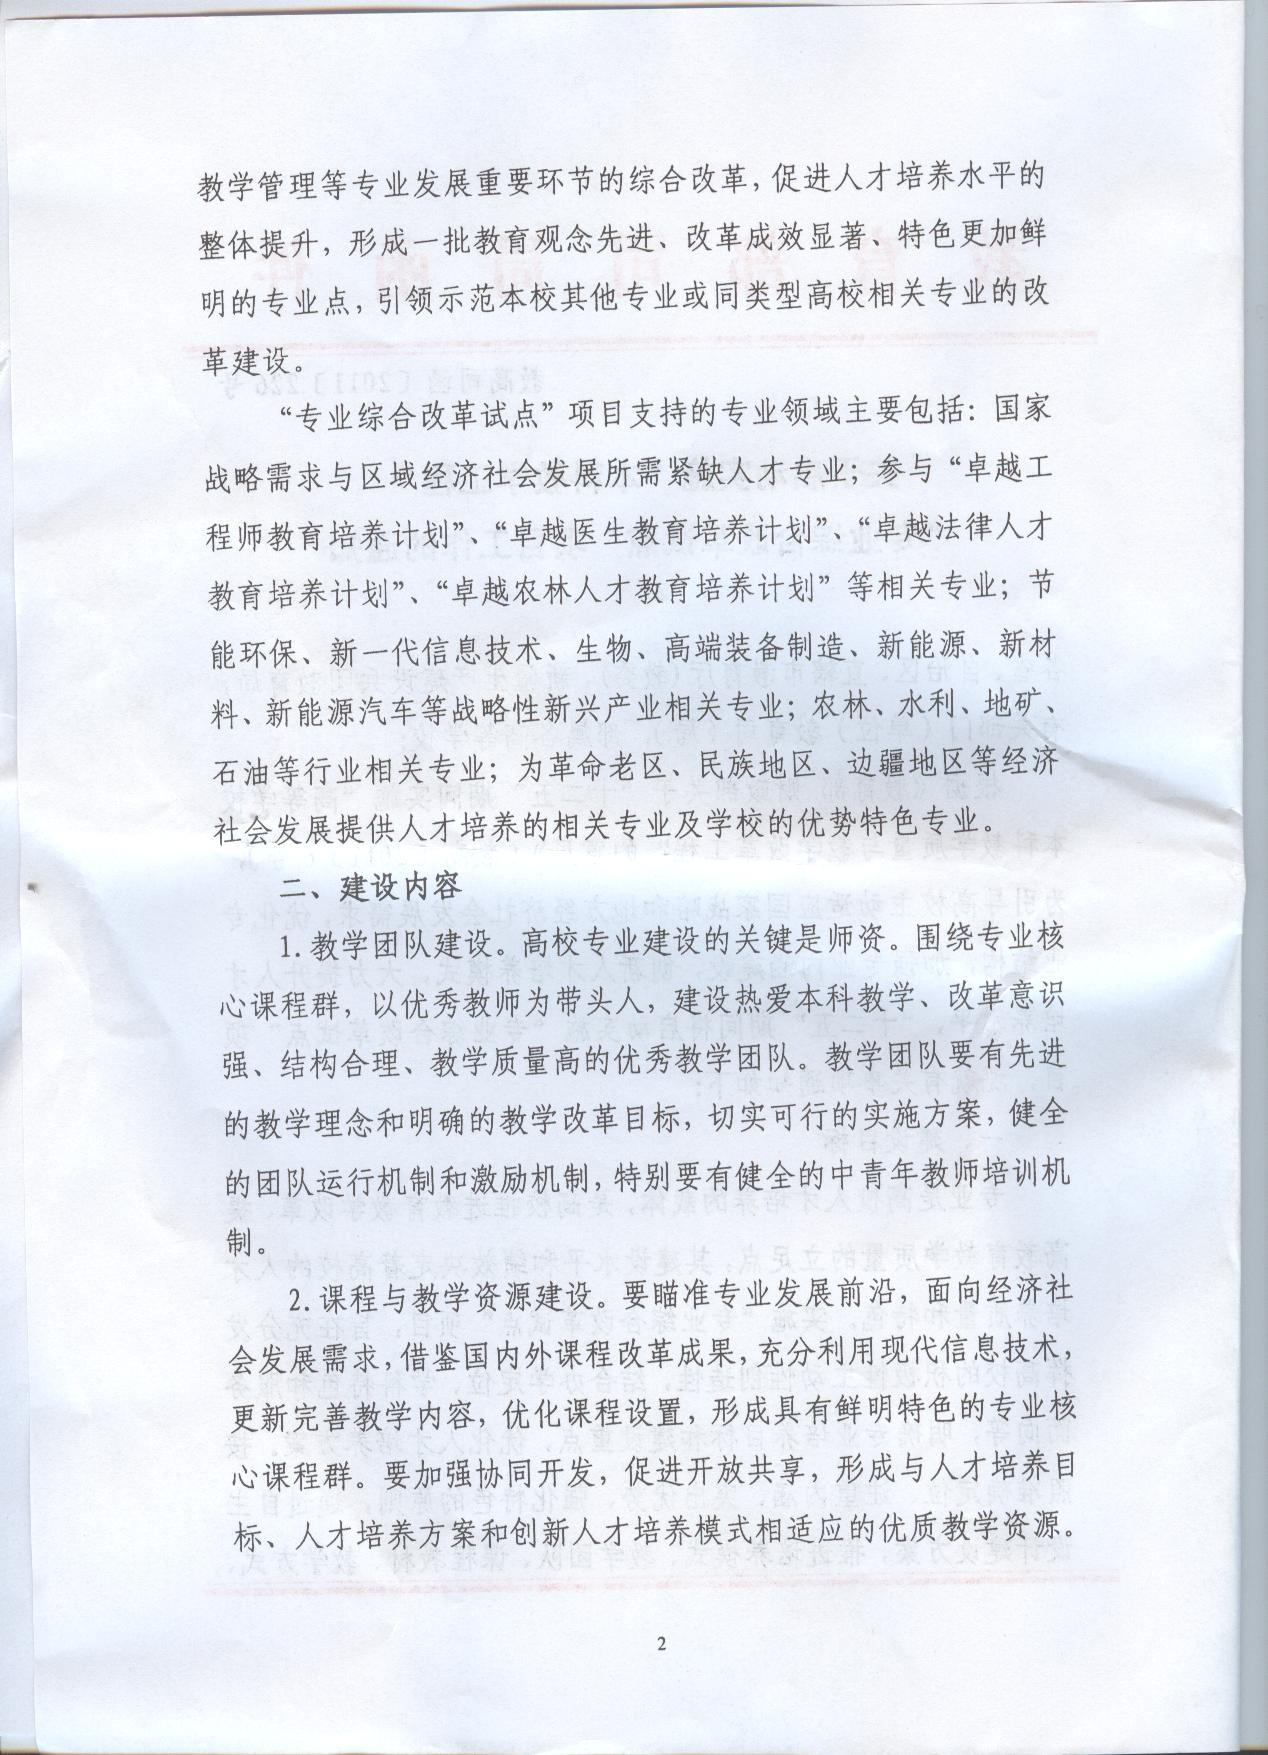 教学管理等专业发展重要环节的综合改革，促进人才培养水平的
整体提升，形成一批教育观念先进、改革成效显著、特色更加鲜
明的专业点，引领示范本校其他专业或同类型高校相关专业的改
革建设。
“专业综合改革试点”项目支持的专业领域主要包括：国家
战略需求与区域经济社会发展所需紧缺人才专业；参与“卓越工
程师教育培养计划”、“卓越医生教育培养计划”、“卓越法律人才
教育培养计划”、“卓越农林人才教育培养计划”等相关专业；节
能环保、新一代信息技术、生物、高端装备制造、新能源、新材
料、新能源汽车等战略性新兴产业相关专业；农林、水利、地矿、
石油等行业相关专业；为革命老区、民族地区、边疆地区等经济
社会发展提供人才培养的相关专业及学校的优势特色专业。
二、建设内容
1. 教学团队建设。高校专业建设的关键是师资。围绕专业核
心课程群，以优秀教师为带头人，建设热爱本科教学、改革意识
强、结构合理、教学质量高的优秀教学团队。教学团队要有先进
的教学理念和明确的教学改革目标，切实可行的实施方案，健全
的团队运行机制和激励机制，特别要有健全的中青年教师培训机
制。
2. 课程与教学资源建设。要瞄准专业发展前沿，面向经济社
会发展需求，借鉴国内外课程改革成果，充分利用现代信息技术，
更新完善教学内容，优化课程设置，形成具有鲜明特色的专业核
心课程群。要加强协同开发，促进开放共享，形成与人才培养目
标、人才培养方案和创新人才培养模式相适应的优质教学资源。
2